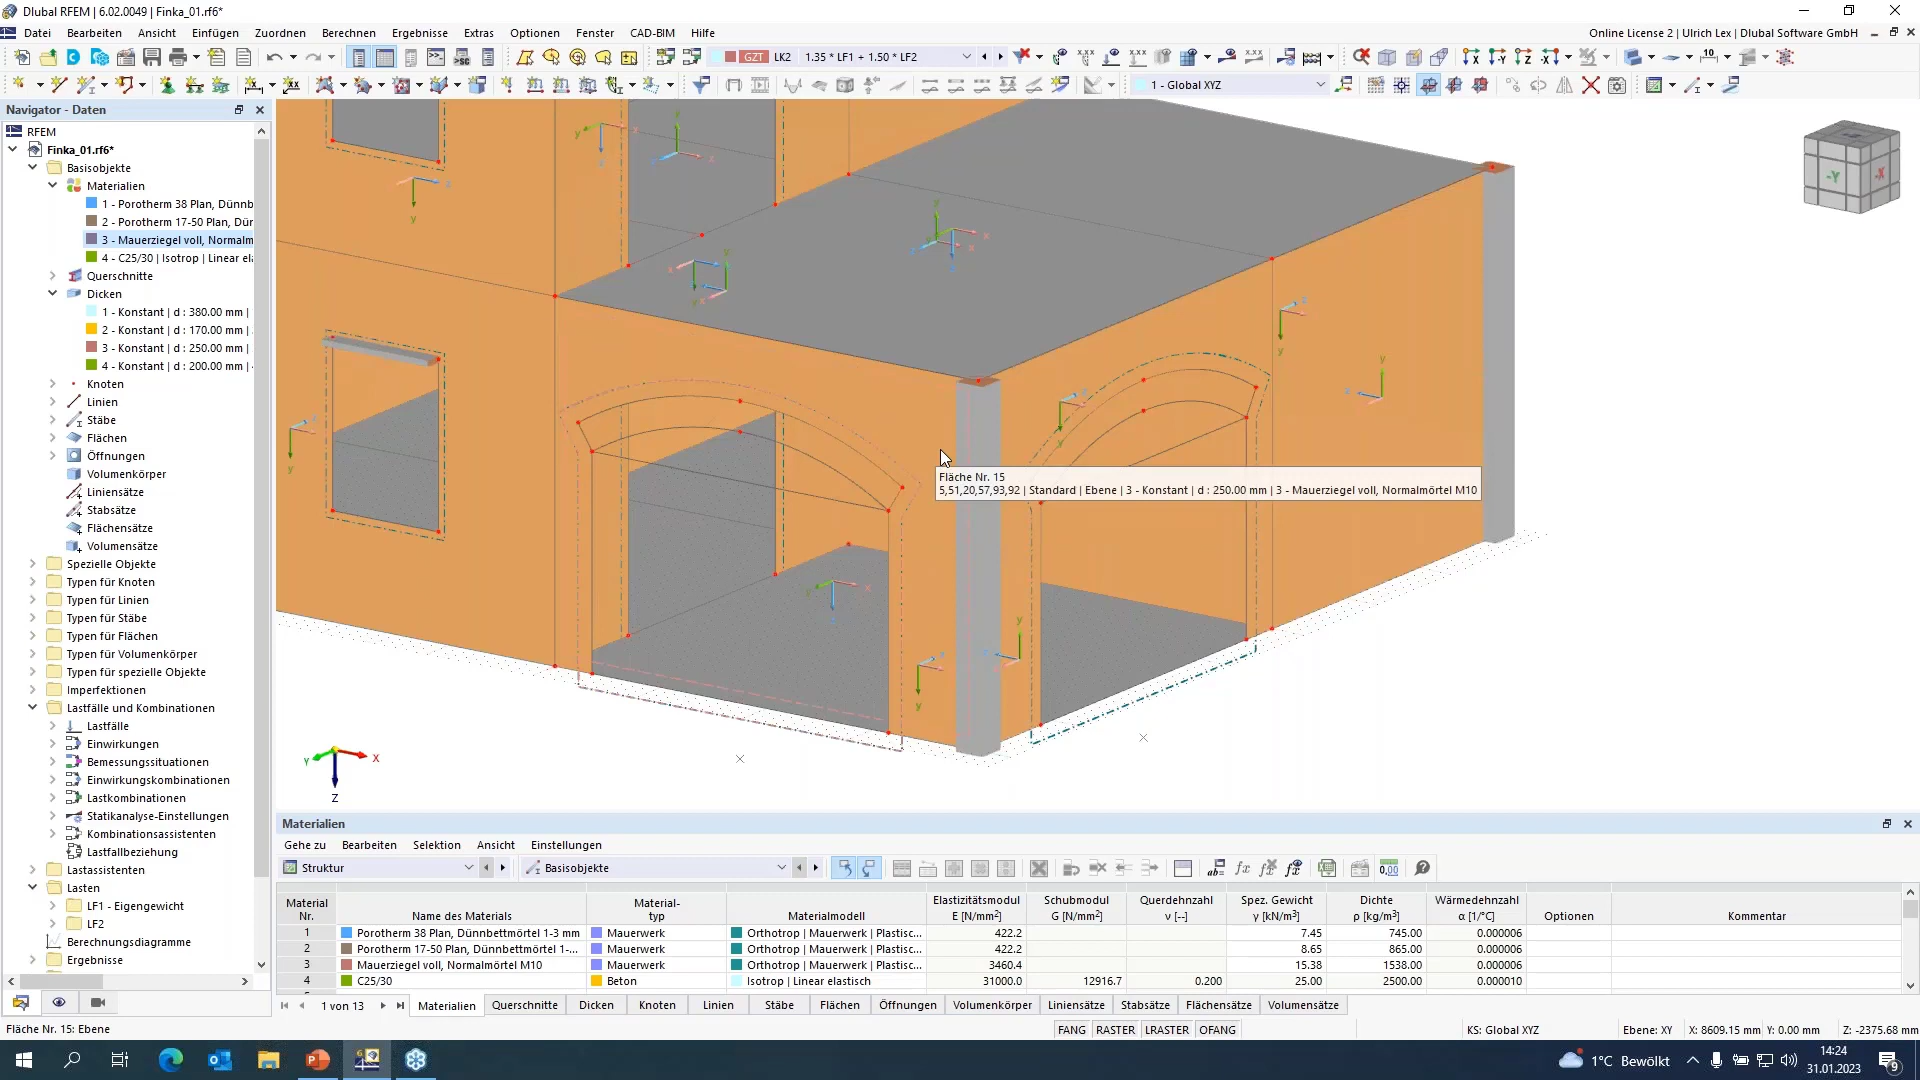 Dlubal RFEM | 6.02.0049 | Finka_01.rf6*
Datei Bearbeiten Ansicht Einfügen Zuordnen Berechnen Ergebnisse Extras Optionen Fenster CAD-BIM Hilfe
Online License 2 | Ulrich Lex | Dlubal Software GmbH
GZT LK2 1.35 * LF1 + 1.50 * LF2
1 - Global XYZ
Navigator - Daten
RFEM
Finka_01.rf6*
Basisobjekte
Materialien
1 - Porotherm 38 Plan, Dünnb
2 - Porotherm 17-50 Plan, Dür
3 - Mauerziegel voll, Normalm
4 - C25/30 | Isotrop | Linear ela
Querschnitte
Dicken
1 - Konstant | d : 380.00 mm |
2 - Konstant | d : 170.00 mm |
3 - Konstant | d : 250.00 mm |
4 - Konstant | d : 200.00 mm |
Knoten
Linien
Stäbe
Flächen
Öffnungen
Volumenkörper
Liniensätze
Stabsätze
Flächensätze
Volumensätze
Spezielle Objekte
Typen für Knoten
Typen für Linien
Typen für Stäbe
Typen für Flächen
Typen für Volumenkörper
Typen für spezielle Objekte
Imperfektionen
Lastfälle und Kombinationen
Lastfälle
Einwirkungen
Bemessungssituationen
Einwirkungskombinationen
Lastkombinationen
Statikanalyse-Einstellungen
Kombinationsassistenten
Lastfallbeziehung
Lastassistenten
Lasten
LF1 - Eigengewicht
LF2
Berechnungsdiagramme
Ergebnisse
-Y -X
Fläche Nr. 15
5,51,20,57,93,92 | Standard | Ebene | 3 - Konstant | d : 250.00 mm | 3 - Mauerziegel voll, Normalmörtel M10
Y X
Z
Materialien
Gehe zu Bearbeiten Selektion Ansicht Einstellungen
Struktur Basisobjekte
Material Material- Elastizitätsmodul Schubmodul Querdehnzahl Spez. Gewicht Dichte Wärmedehnzahl
Nr. Name des Materials typ Materialmodell E [N/mm²] G [N/mm²] ν [--] γ [kN/m³] ρ [kg/m³] α [1/°C] Optionen Kommentar
1 Porotherm 38 Plan, Dünnbettmörtel 1-3 mm Mauerwerk Orthotrop | Mauerwerk | Plastisc... 422.2 7.45 745.00 0.000006
2 Porotherm 17-50 Plan, Dünnbettmörtel 1-... Mauerwerk Orthotrop | Mauerwerk | Plastisc... 422.2 8.65 865.00 0.000006
3 Mauerziegel voll, Normalmörtel M10 Mauerwerk Orthotrop | Mauerwerk | Plastisc... 3460.4 15.38 1538.00 0.000006
4 C25/30 Beton Isotrop | Linear elastisch 31000.0 12916.7 0.200 25.00 2500.00 0.000010
1 von 13 Materialien Querschnitte Dicken Knoten Linien Stäbe Flächen Öffnungen Volumenkörper Liniensätze Stabsätze Flächensätze Volumensätze
Fläche Nr. 15: Ebene
FANG RASTER LRASTER OFANG
KS: Global XYZ Ebene: XY X: 8609.15 mm Y: 0.00 mm Z: -2375.68 mm
1°C Bewölkt
14:24
31.01.2023
9